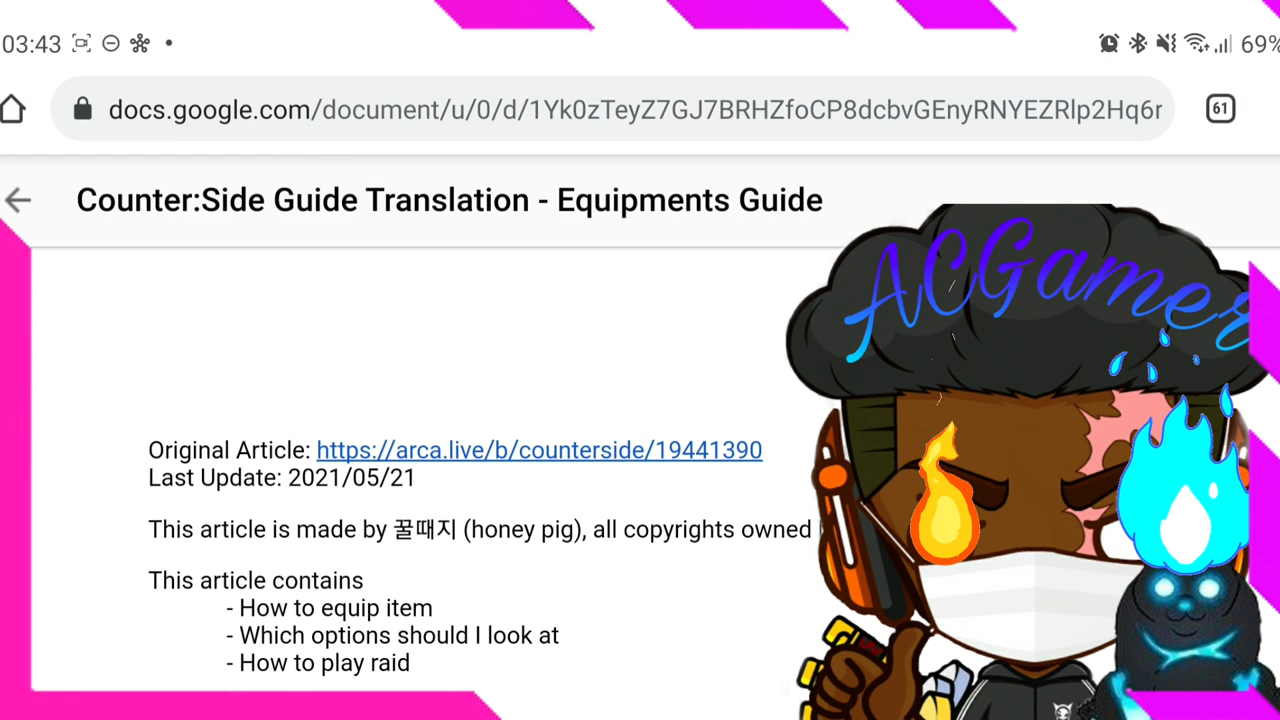 03:43
69%
docs.google.com/document/u/0/d/1Yk0zTeyZ7GJ7BRHZfoCP8dcbvGEnyRNYEZRlp2Hq6r
61
Counter:Side Guide Translation - Equipments Guide
ACGamer
Original Article: https://arca.live/b/counterside/19441390
Last Update: 2021/05/21
This article is made by 꿀때지 (honey pig), all copyrights owned
This article contains
- How to equip item
- Which options should I look at
- How to play raid